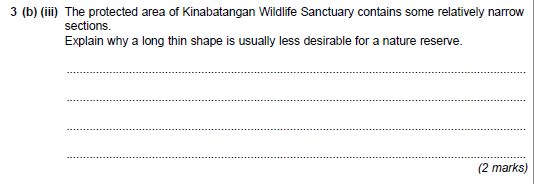 3 (b) (iii) The protected area of Kinabatangan Wildlife Sanctuary contains some relatively narrow
sections.
Explain why a long thin shape is usually less desirable for a nature reserve.
(2 marks)